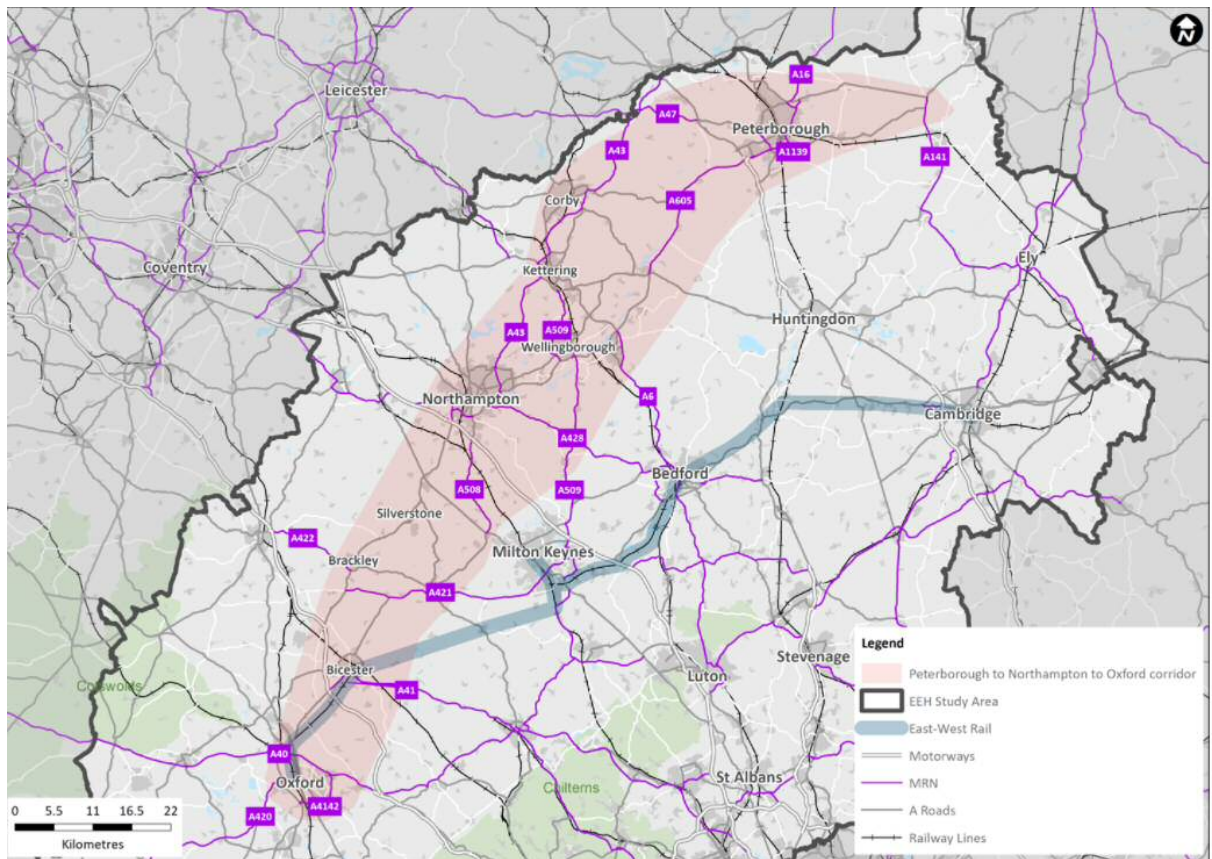 N
A16
Leicester
A47
Peterborough
A43
A1139
A141
Corby
A605
Coventry
Kettering
Ely
Huntingdon
A43
A509
Wellingborough
Northampton
A6
Cambridge
A428
Bedford
A508
A509
Silverstone
A422
Milton Keynes
Brackley
A421
Legend
Stevenage
Bicester
Peterborough to Northampton to Oxford corridor
Luton
Cotswolds
A41
EEH Study Area
East-West Rail
A40
Motorways
Oxford
St Albans
MRN
Chilterns
A4142
A Roads
0 5.5 11 16.5 22
A420
Kilometres
Railway Lines